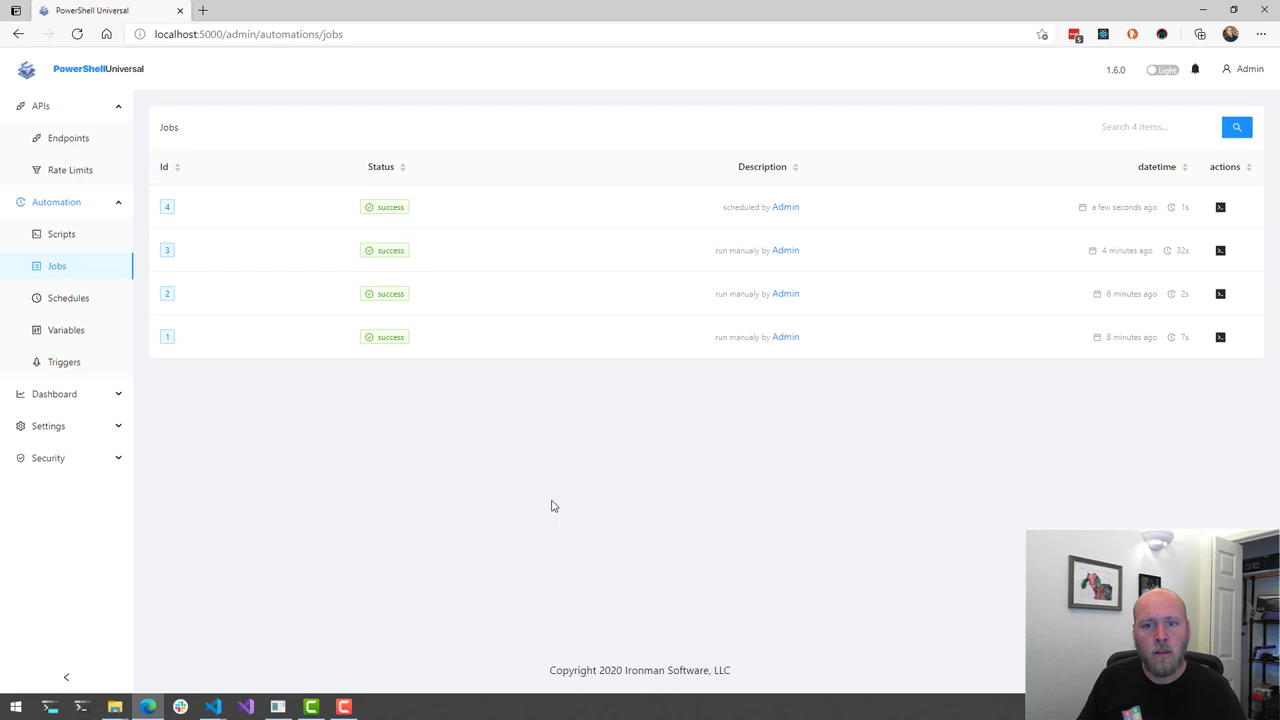 PowerShell Universal
localhost:5000/admin/automations/jobs
PowerShellUniversal
1.6.0
Light
Admin
APIs
Endpoints
Rate Limits
Automation
Scripts
Jobs
Schedules
Variables
Triggers
Dashboard
Settings
Security
Jobs
Search 4 items...
Id Status Description datetime actions
4 success scheduled by Admin a few seconds ago 1s
3 success run manualy by Admin 4 minutes ago 32s
2 success run manualy by Admin 6 minutes ago 2s
1 success run manualy by Admin 8 minutes ago 7s
Copyright 2020 Ironman Software, LLC